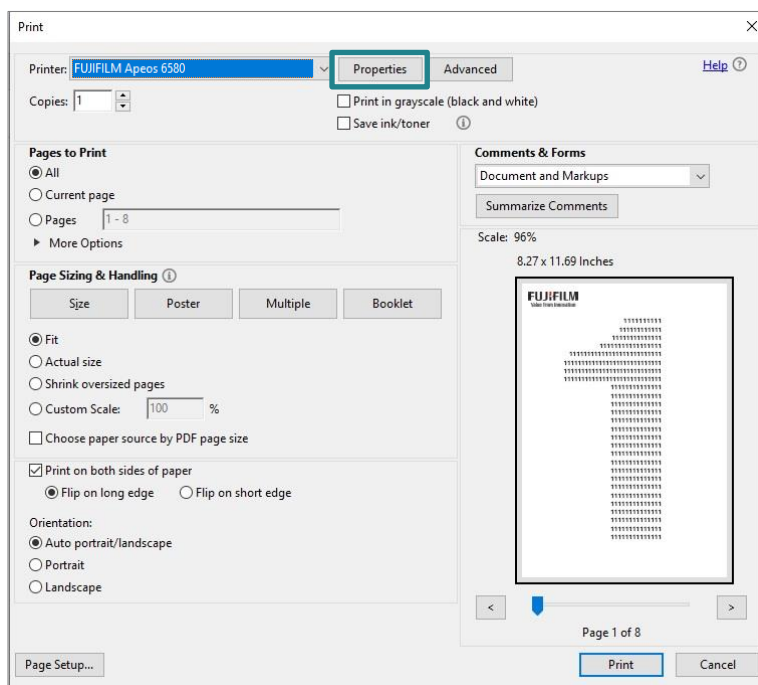 Print
Printer: FUJIFILM Apeos 6580
Properties
Advanced
Help
Copies: 1
Print in grayscale (black and white)
Save ink/toner
Pages to Print
All
Current page
Pages 1 - 8
More Options
Comments & Forms
Document and Markups
Summarize Comments
Page Sizing & Handling
Size Poster Multiple Booklet
Fit
Actual size
Shrink oversized pages
Custom Scale: 100 %
Choose paper source by PDF page size
Print on both sides of paper
Flip on long edge Flip on short edge
Orientation:
Auto portrait/landscape
Portrait
Landscape
Scale: 96%
8.27 x 11.69 Inches
FUJIFILM
Value from Innovation
< >
Page 1 of 8
Page Setup...
Print
Cancel